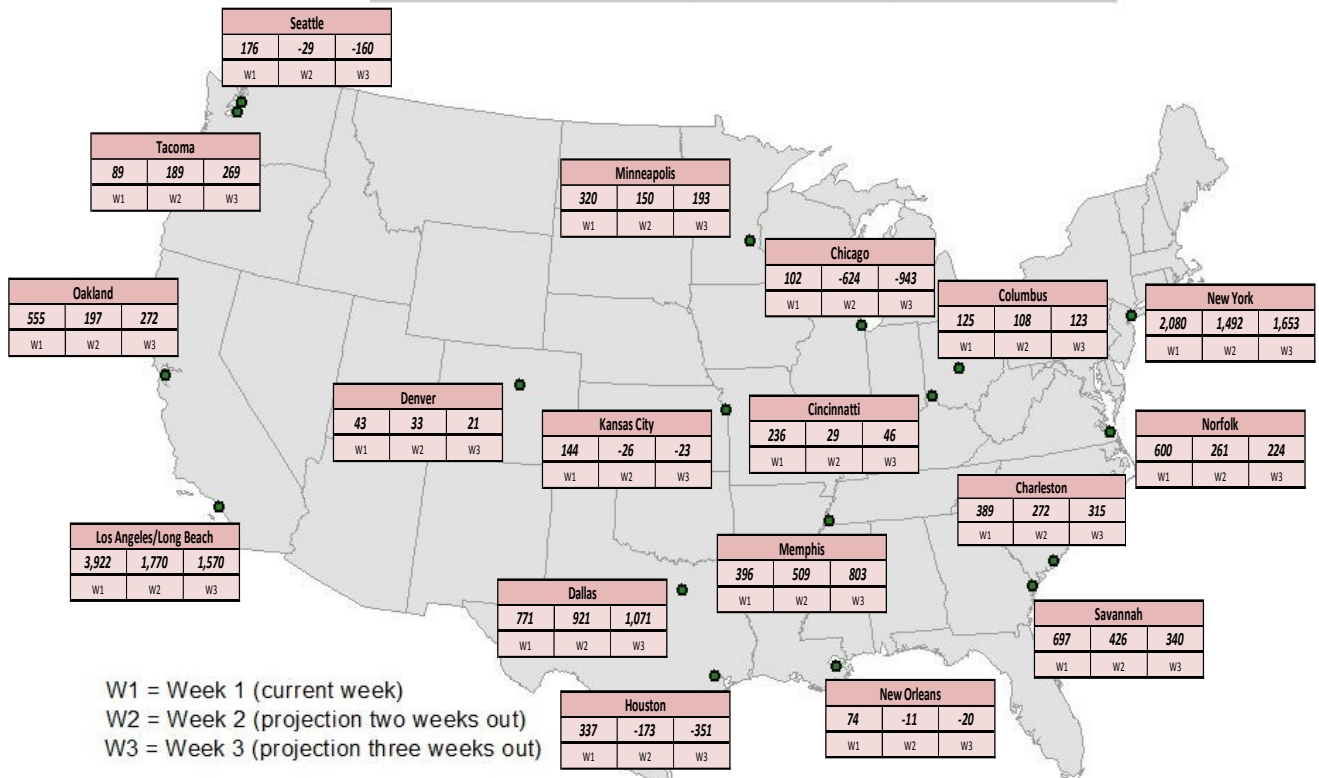 Seattle
176 -29 -160
W1 W2 W3
Tacoma
89 189 269
W1 W2 W3
Minneapolis
320 150 193
W1 W2 W3
Chicago
102 -624 -943
W1 W2 W3
Oakland
555 197 272
W1 W2 W3
Columbus
125 108 123
W1 W2 W3
New York
2,080 1,492 1,653
W1 W2 W3
Denver
43 33 21
W1 W2 W3
Kansas City
144 -26 -23
W1 W2 W3
Cincinnatti
236 29 46
W1 W2 W3
Norfolk
600 261 224
W1 W2 W3
Charleston
389 272 315
W1 W2 W3
Los Angeles/Long Beach
3,922 1,770 1,570
W1 W2 W3
Memphis
396 509 803
W1 W2 W3
Dallas
771 921 1,071
W1 W2 W3
Savannah
697 426 340
W1 W2 W3
New Orleans
74 -11 -20
W1 W2 W3
Houston
337 -173 -351
W1 W2 W3
W1 = Week 1 (current week)
W2 = Week 2 (projection two weeks out)
W3 = Week 3 (projection three weeks out)